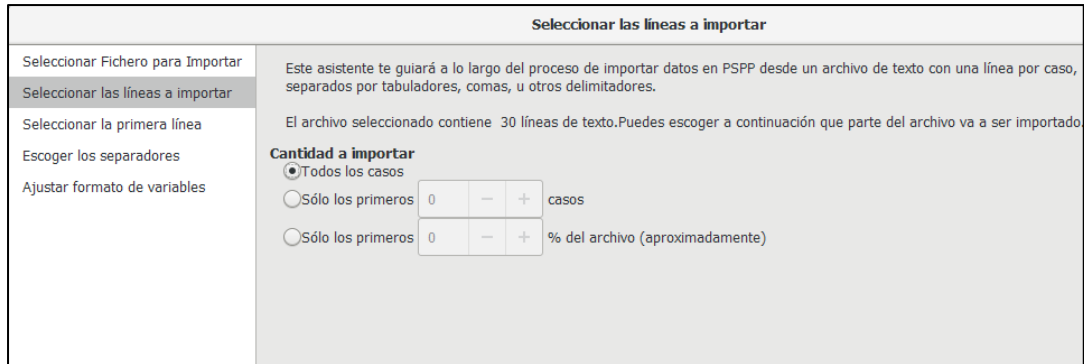 Seleccionar las líneas a importar
Seleccionar Fichero para Importar
Seleccionar las líneas a importar
Seleccionar la primera línea
Escoger los separadores
Ajustar formato de variables
Este asistente te guiará a lo largo del proceso de importar datos en PSPP desde un archivo de texto con una línea por caso,
separados por tabuladores, comas, u otros delimitadores.
El archivo seleccionado contiene 30 líneas de texto.Puedes escoger a continuación que parte del archivo va a ser importado.
Cantidad a importar
Todos los casos
Sólo los primeros 0 − + casos
Sólo los primeros 0 − + % del archivo (aproximadamente)